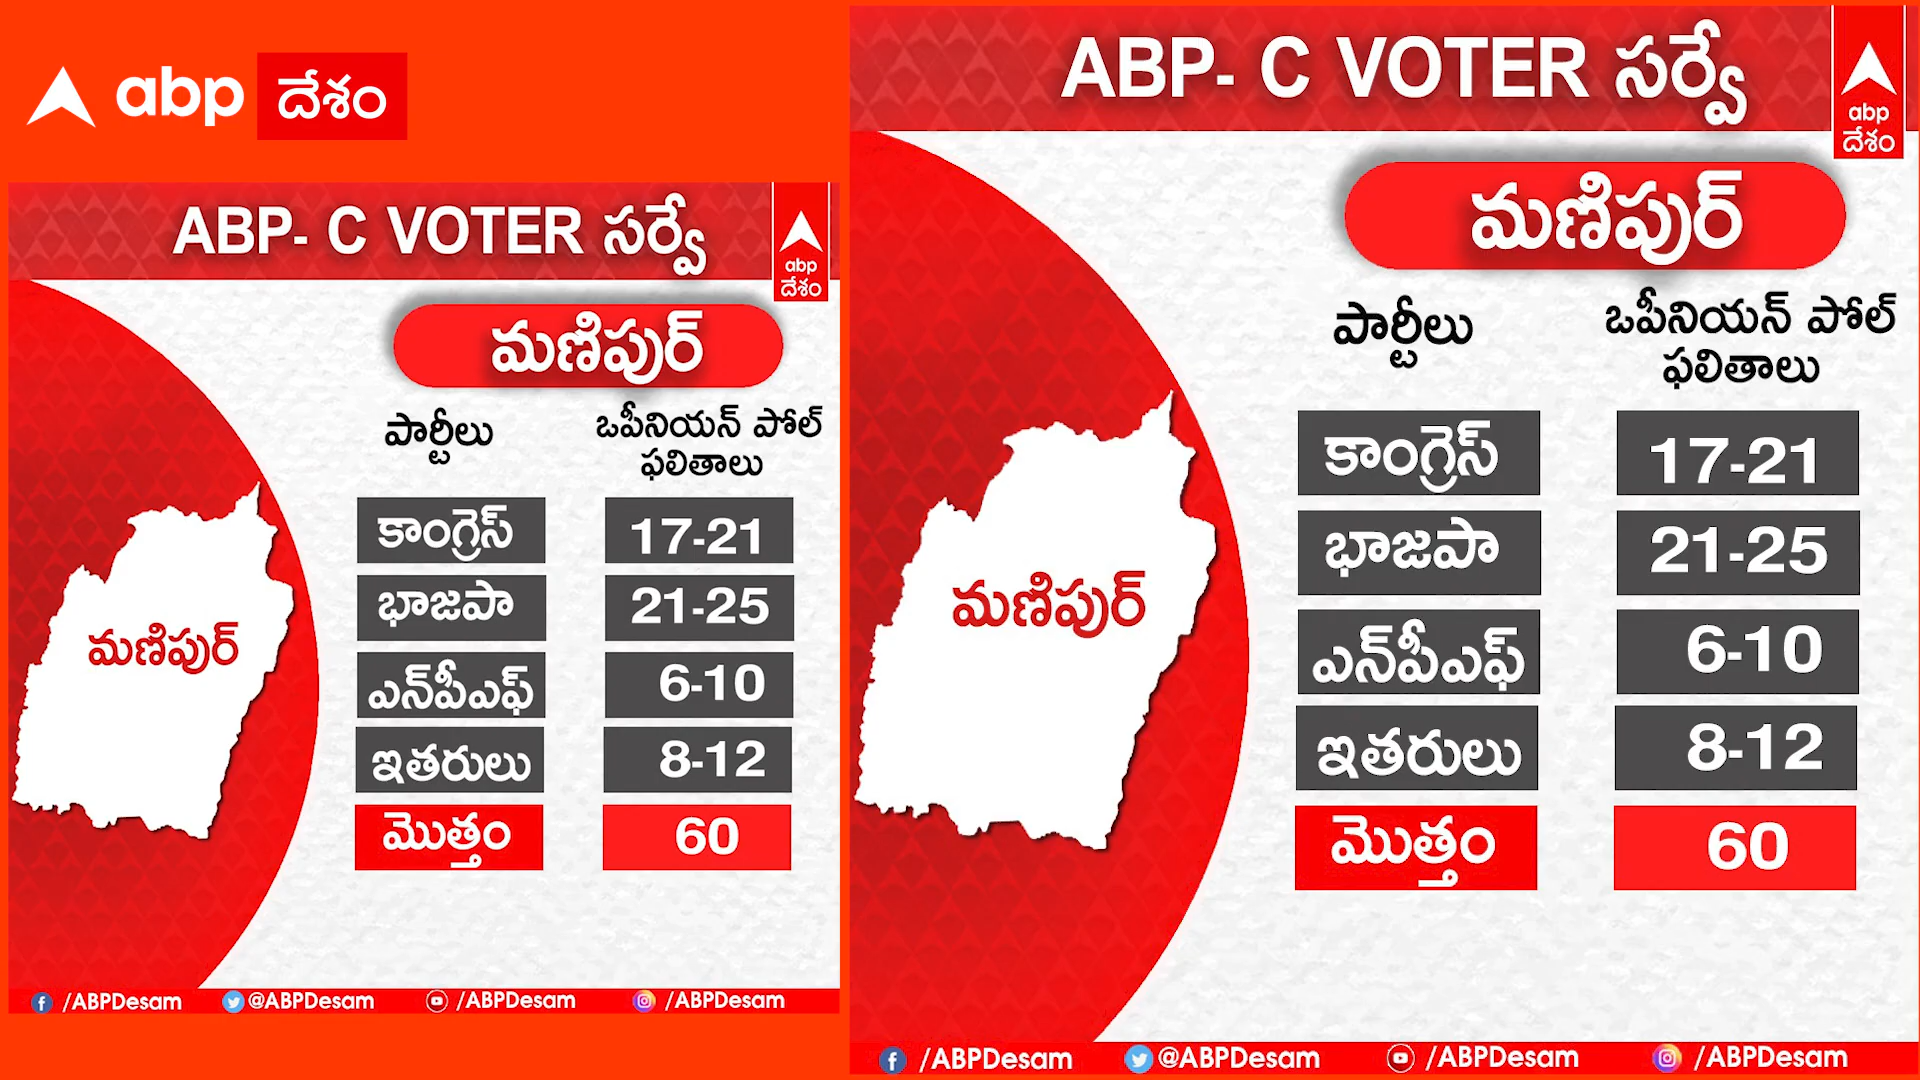 abp దేశం
ABP- C VOTER సర్వే
abp
దేశం
మణిపుర్
పార్టీలు ఒపీనియన్ పోల్
ఫలితాలు
కాంగ్రెస్ 17-21
భాజపా 21-25
మణిపుర్
ఎన్‌పీఎఫ్ 6-10
ఇతరులు 8-12
మొత్తం 60
/ABPDesam @ABPDesam /ABPDesam /ABPDesam
ABP- C VOTER సర్వే
abp
దేశం
మణిపుర్
పార్టీలు ఒపీనియన్ పోల్
ఫలితాలు
కాంగ్రెస్ 17-21
భాజపా 21-25
మణిపుర్
ఎన్‌పీఎఫ్ 6-10
ఇతరులు 8-12
మొత్తం 60
/ABPDesam @ABPDesam /ABPDesam /ABPDesam